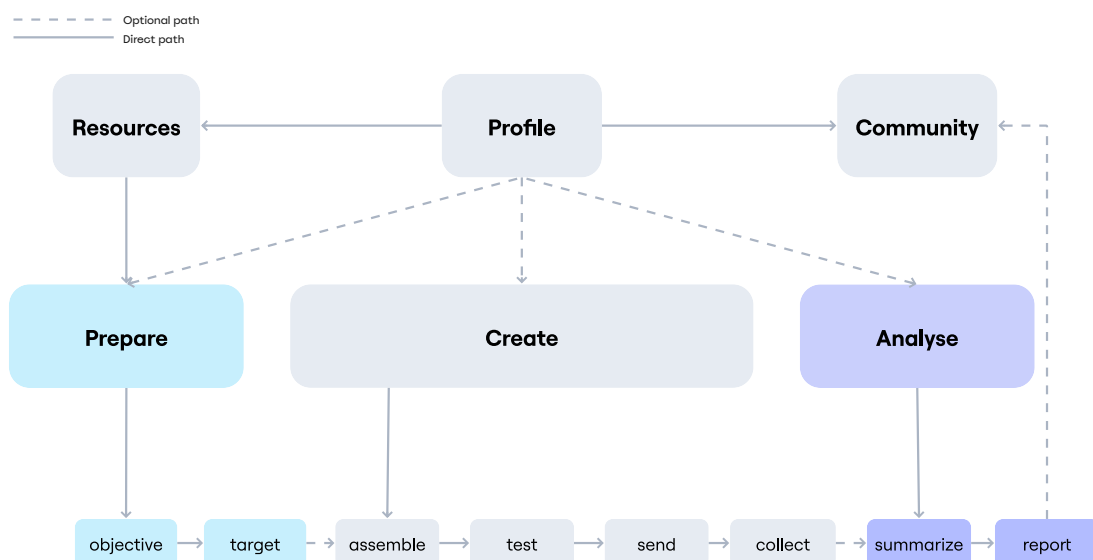 Optional path
Direct path
Resources
Profile
Community
Prepare
Create
Analyse
objective
target
assemble
test
send
collect
summarize
report